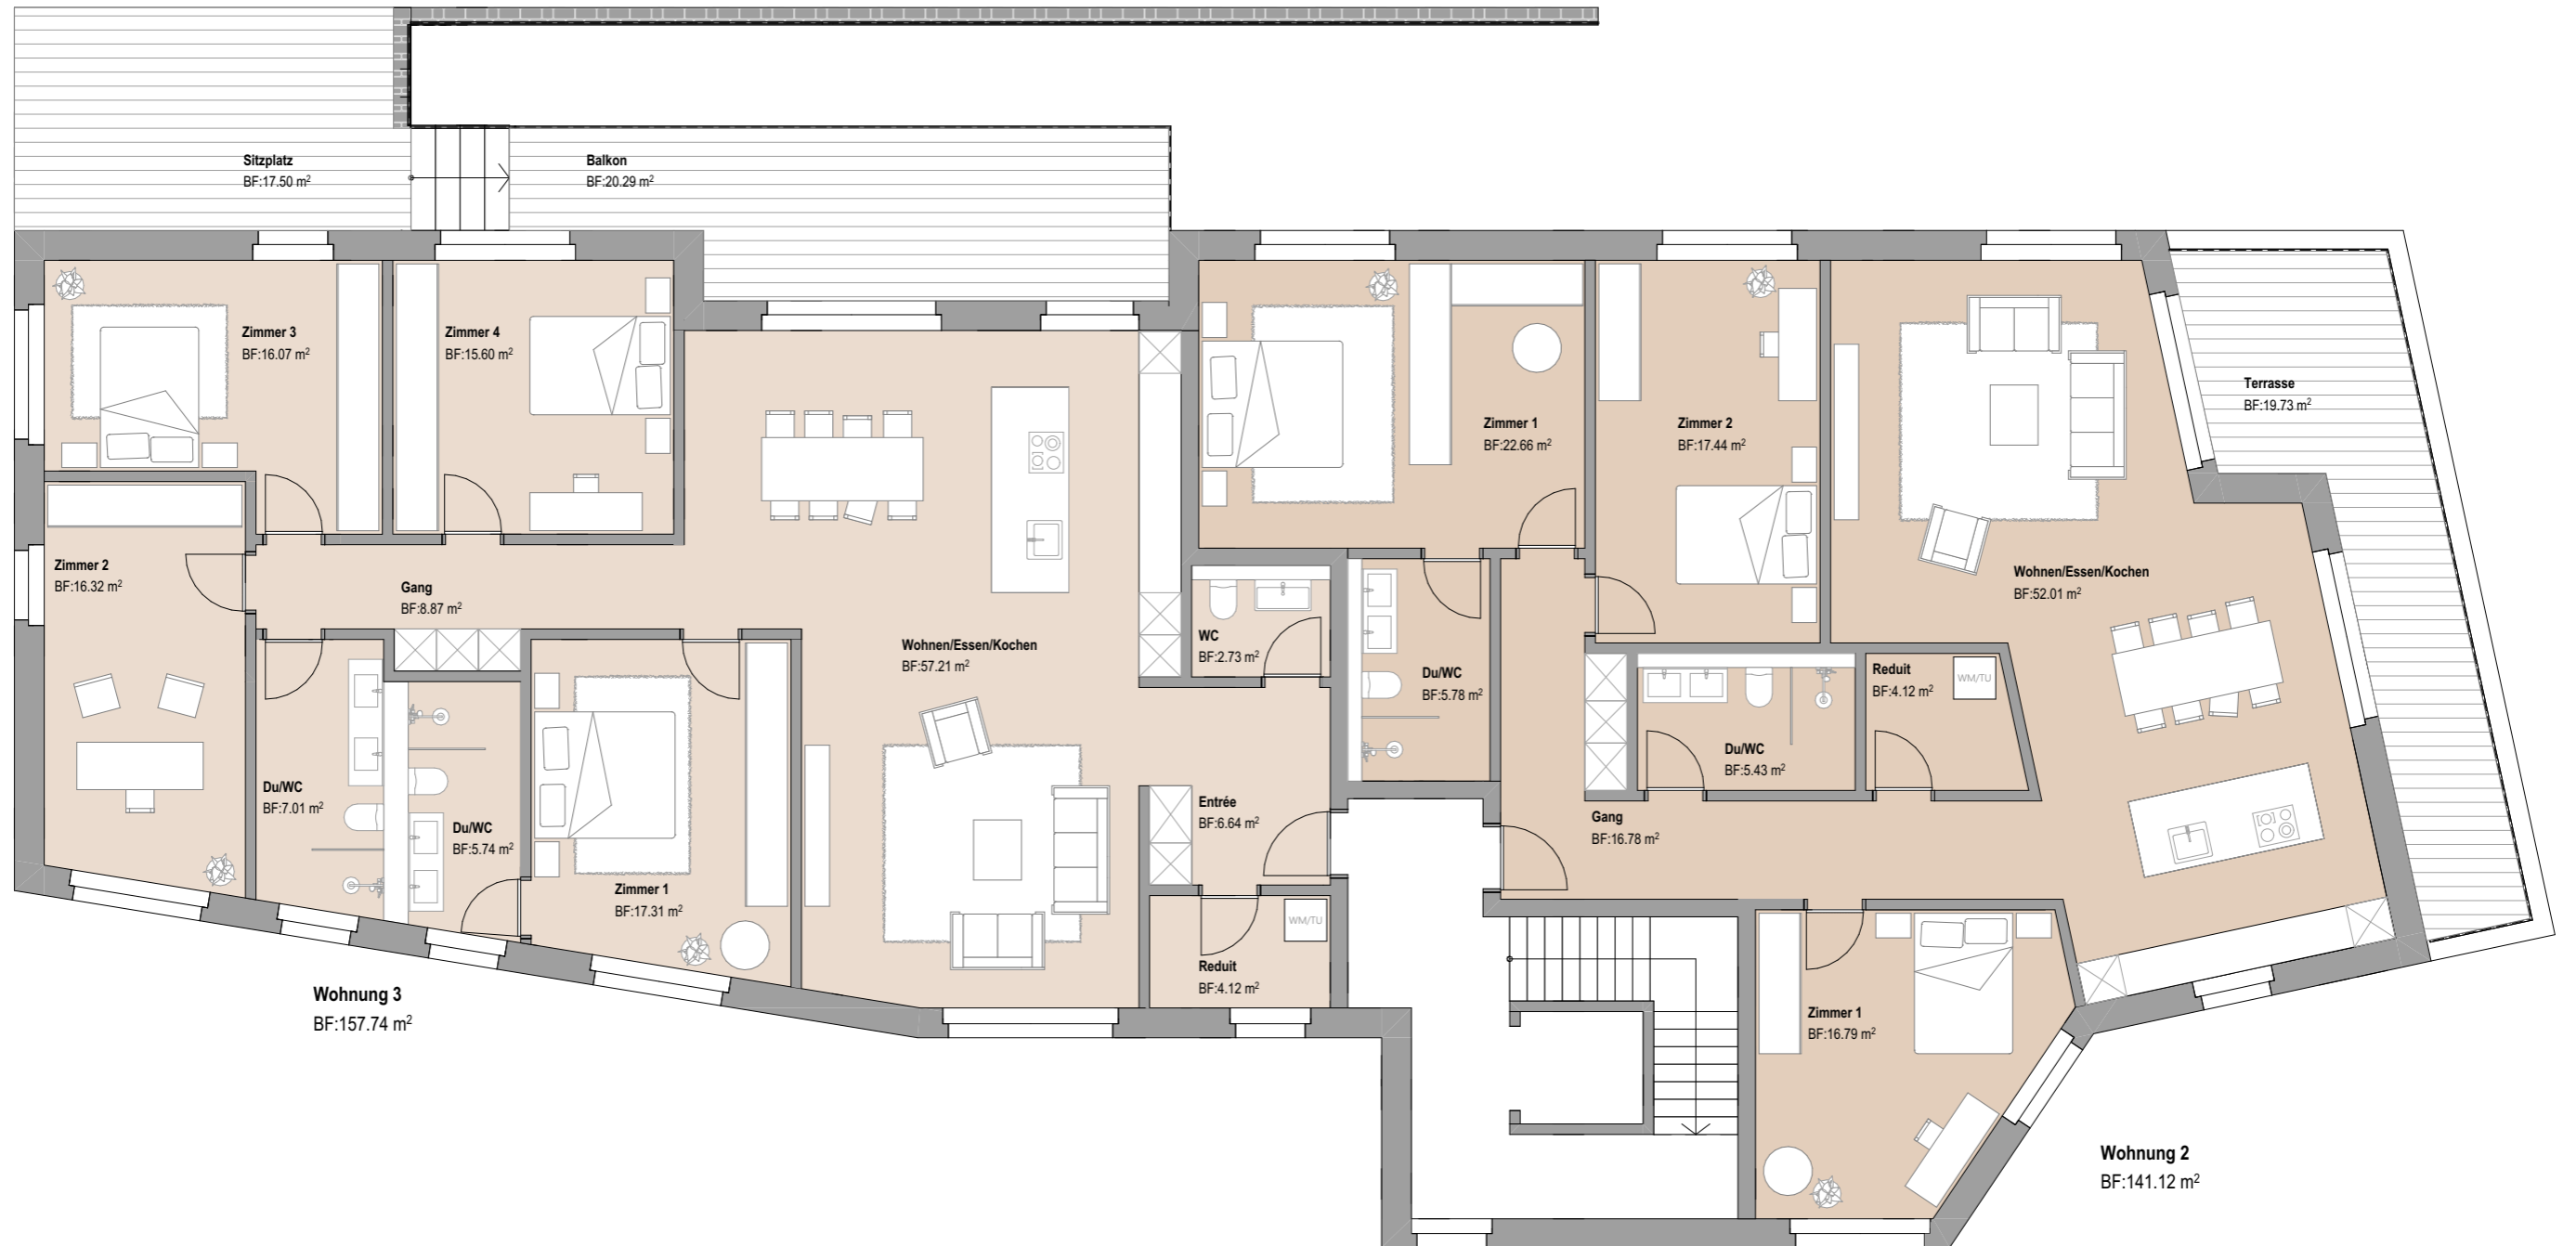 Sitzplatz
BF:17.50 m²
Balkon
BF:20.29 m²
Zimmer 3
BF:16.07 m²
Zimmer 4
BF:15.60 m²
Zimmer 1
BF:22.66 m²
Zimmer 2
BF:17.44 m²
Terrasse
BF:19.73 m²
Zimmer 2
BF:16.32 m²
Gang
BF:8.87 m²
Wohnen/Essen/Kochen
BF:57.21 m²
WC
BF:2.73 m²
Du/WC
BF:5.78 m²
Wohnen/Essen/Kochen
BF:52.01 m²
Reduit
BF:4.12 m²
WM/TU
Du/WC
BF:5.43 m²
Du/WC
BF:7.01 m²
Du/WC
BF:5.74 m²
Zimmer 1
BF:17.31 m²
Entrée
BF:6.64 m²
Gang
BF:16.78 m²
WM/TU
Reduit
BF:4.12 m²
Zimmer 1
BF:16.79 m²
Wohnung 3
BF:157.74 m²
Wohnung 2
BF:141.12 m²